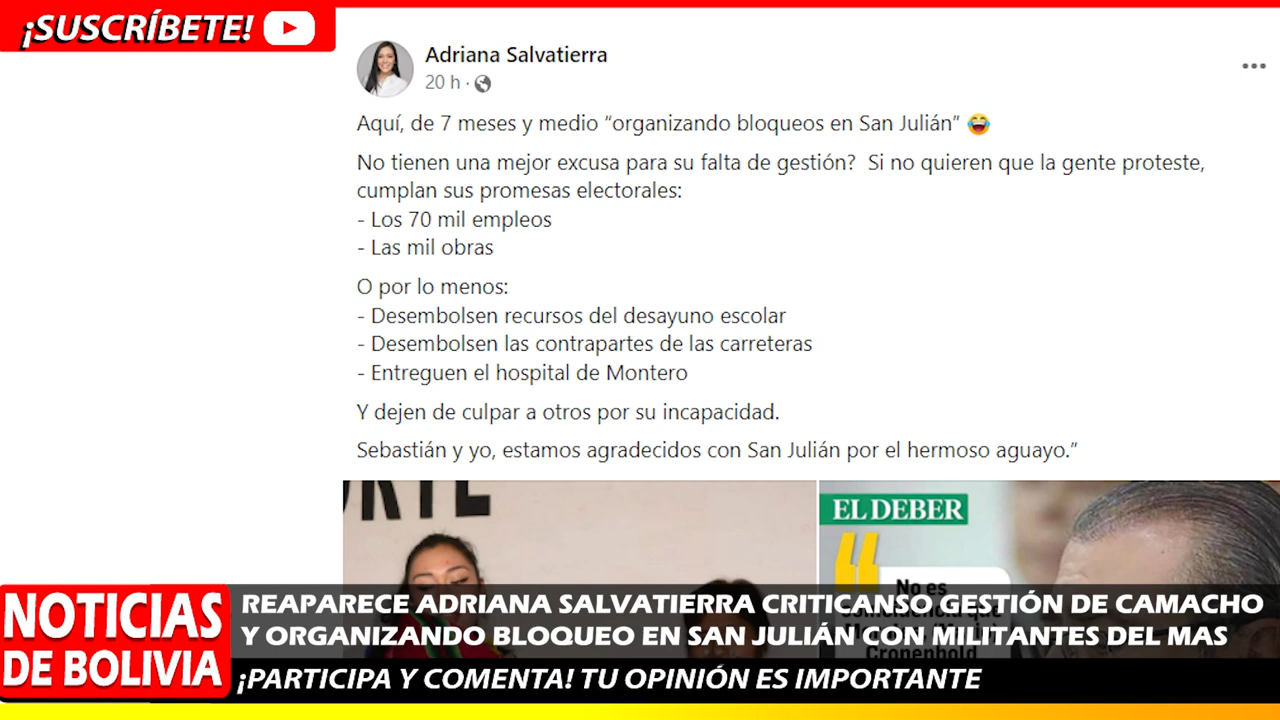 ¡SUSCRÍBETE!
Adriana Salvatierra
20 h ·
Aquí, de 7 meses y medio “organizando bloqueos en San Julián” 😂
No tienen una mejor excusa para su falta de gestión?  Si no quieren que la gente proteste,
cumplan sus promesas electorales:
- Los 70 mil empleos
- Las mil obras
O por lo menos:
- Desembolsen recursos del desayuno escolar
- Desembolsen las contrapartes de las carreteras
- Entreguen el hospital de Montero
Y dejen de culpar a otros por su incapacidad.
Sebastián y yo, estamos agradecidos con San Julián por el hermoso aguayo.”
EL DEBER
No es
Cronenbold
NOTICIAS
DE BOLIVIA
REAPARECE ADRIANA SALVATIERRA CRITICANSO GESTIÓN DE CAMACHO
Y ORGANIZANDO BLOQUEO EN SAN JULIÁN CON MILITANTES DEL MAS
¡PARTICIPA Y COMENTA! TU OPINIÓN ES IMPORTANTE